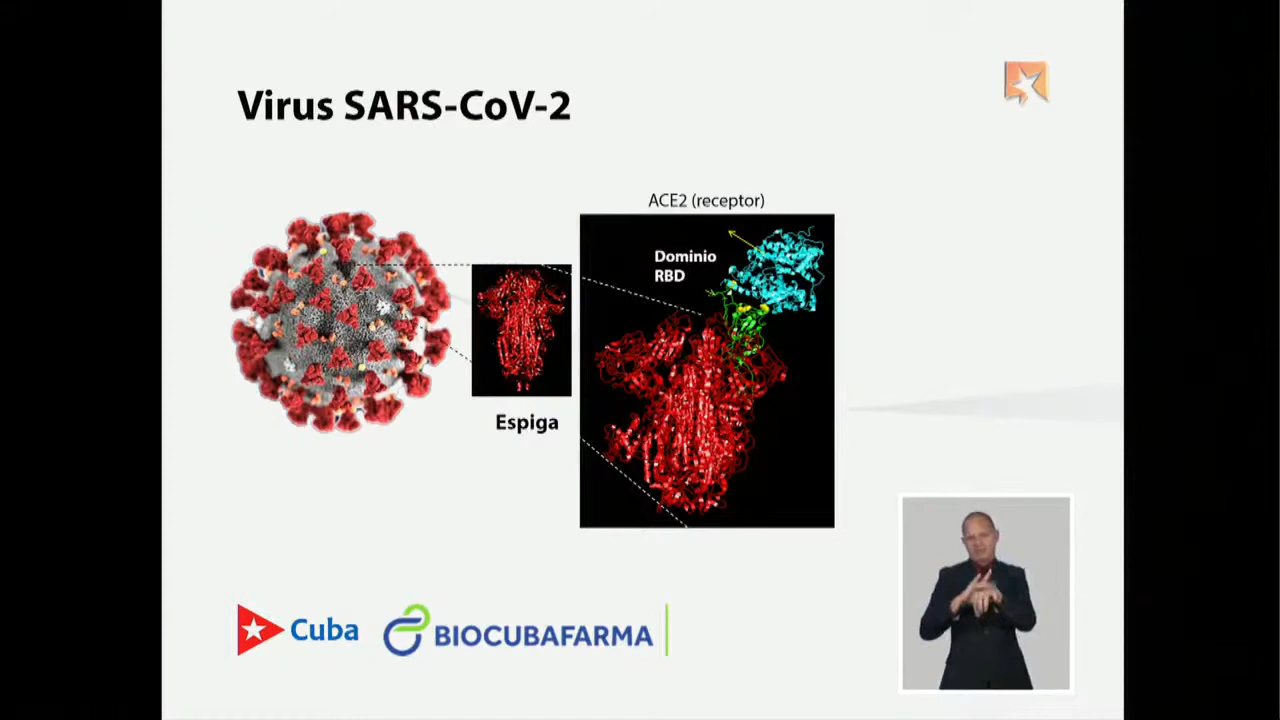 Virus SARS-CoV-2
ACE2 (receptor)
Dominio
RBD
Espiga
Cuba
BIOCUBAFARMA